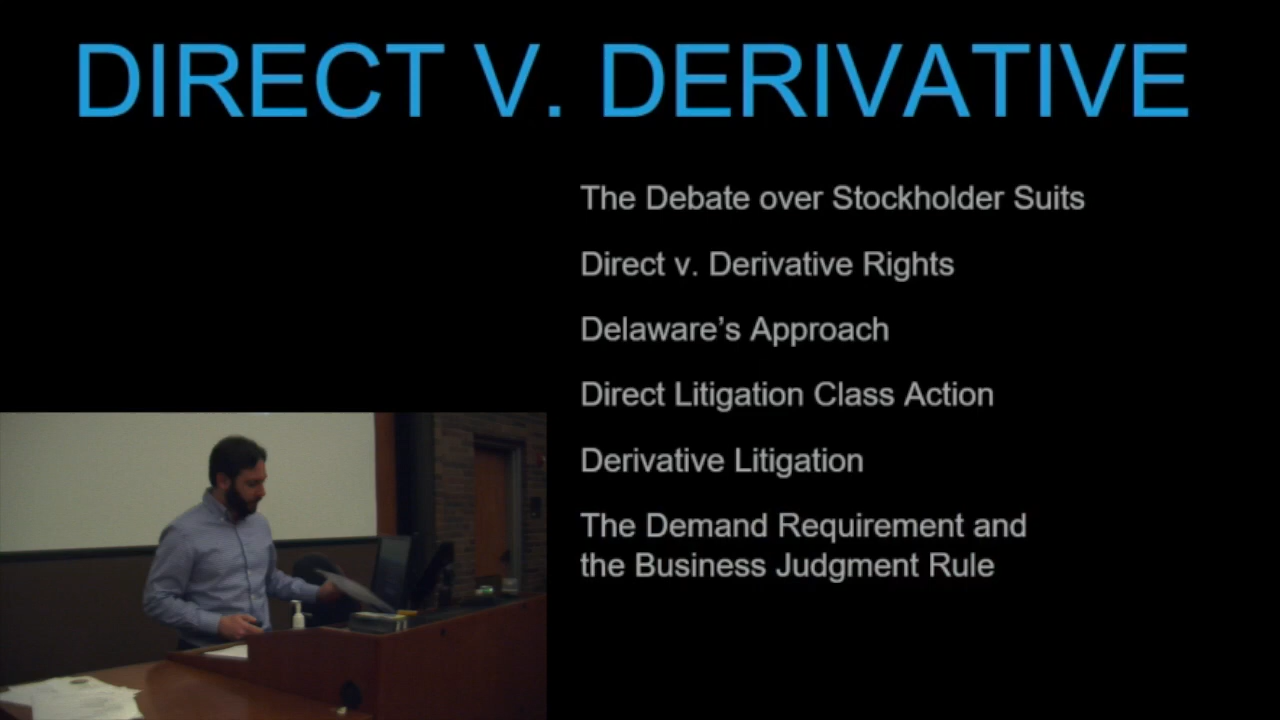 DIRECT V. DERIVATIVE
The Debate over Stockholder Suits
Direct v. Derivative Rights
Delaware’s Approach
Direct Litigation Class Action
Derivative Litigation
The Demand Requirement and
the Business Judgment Rule